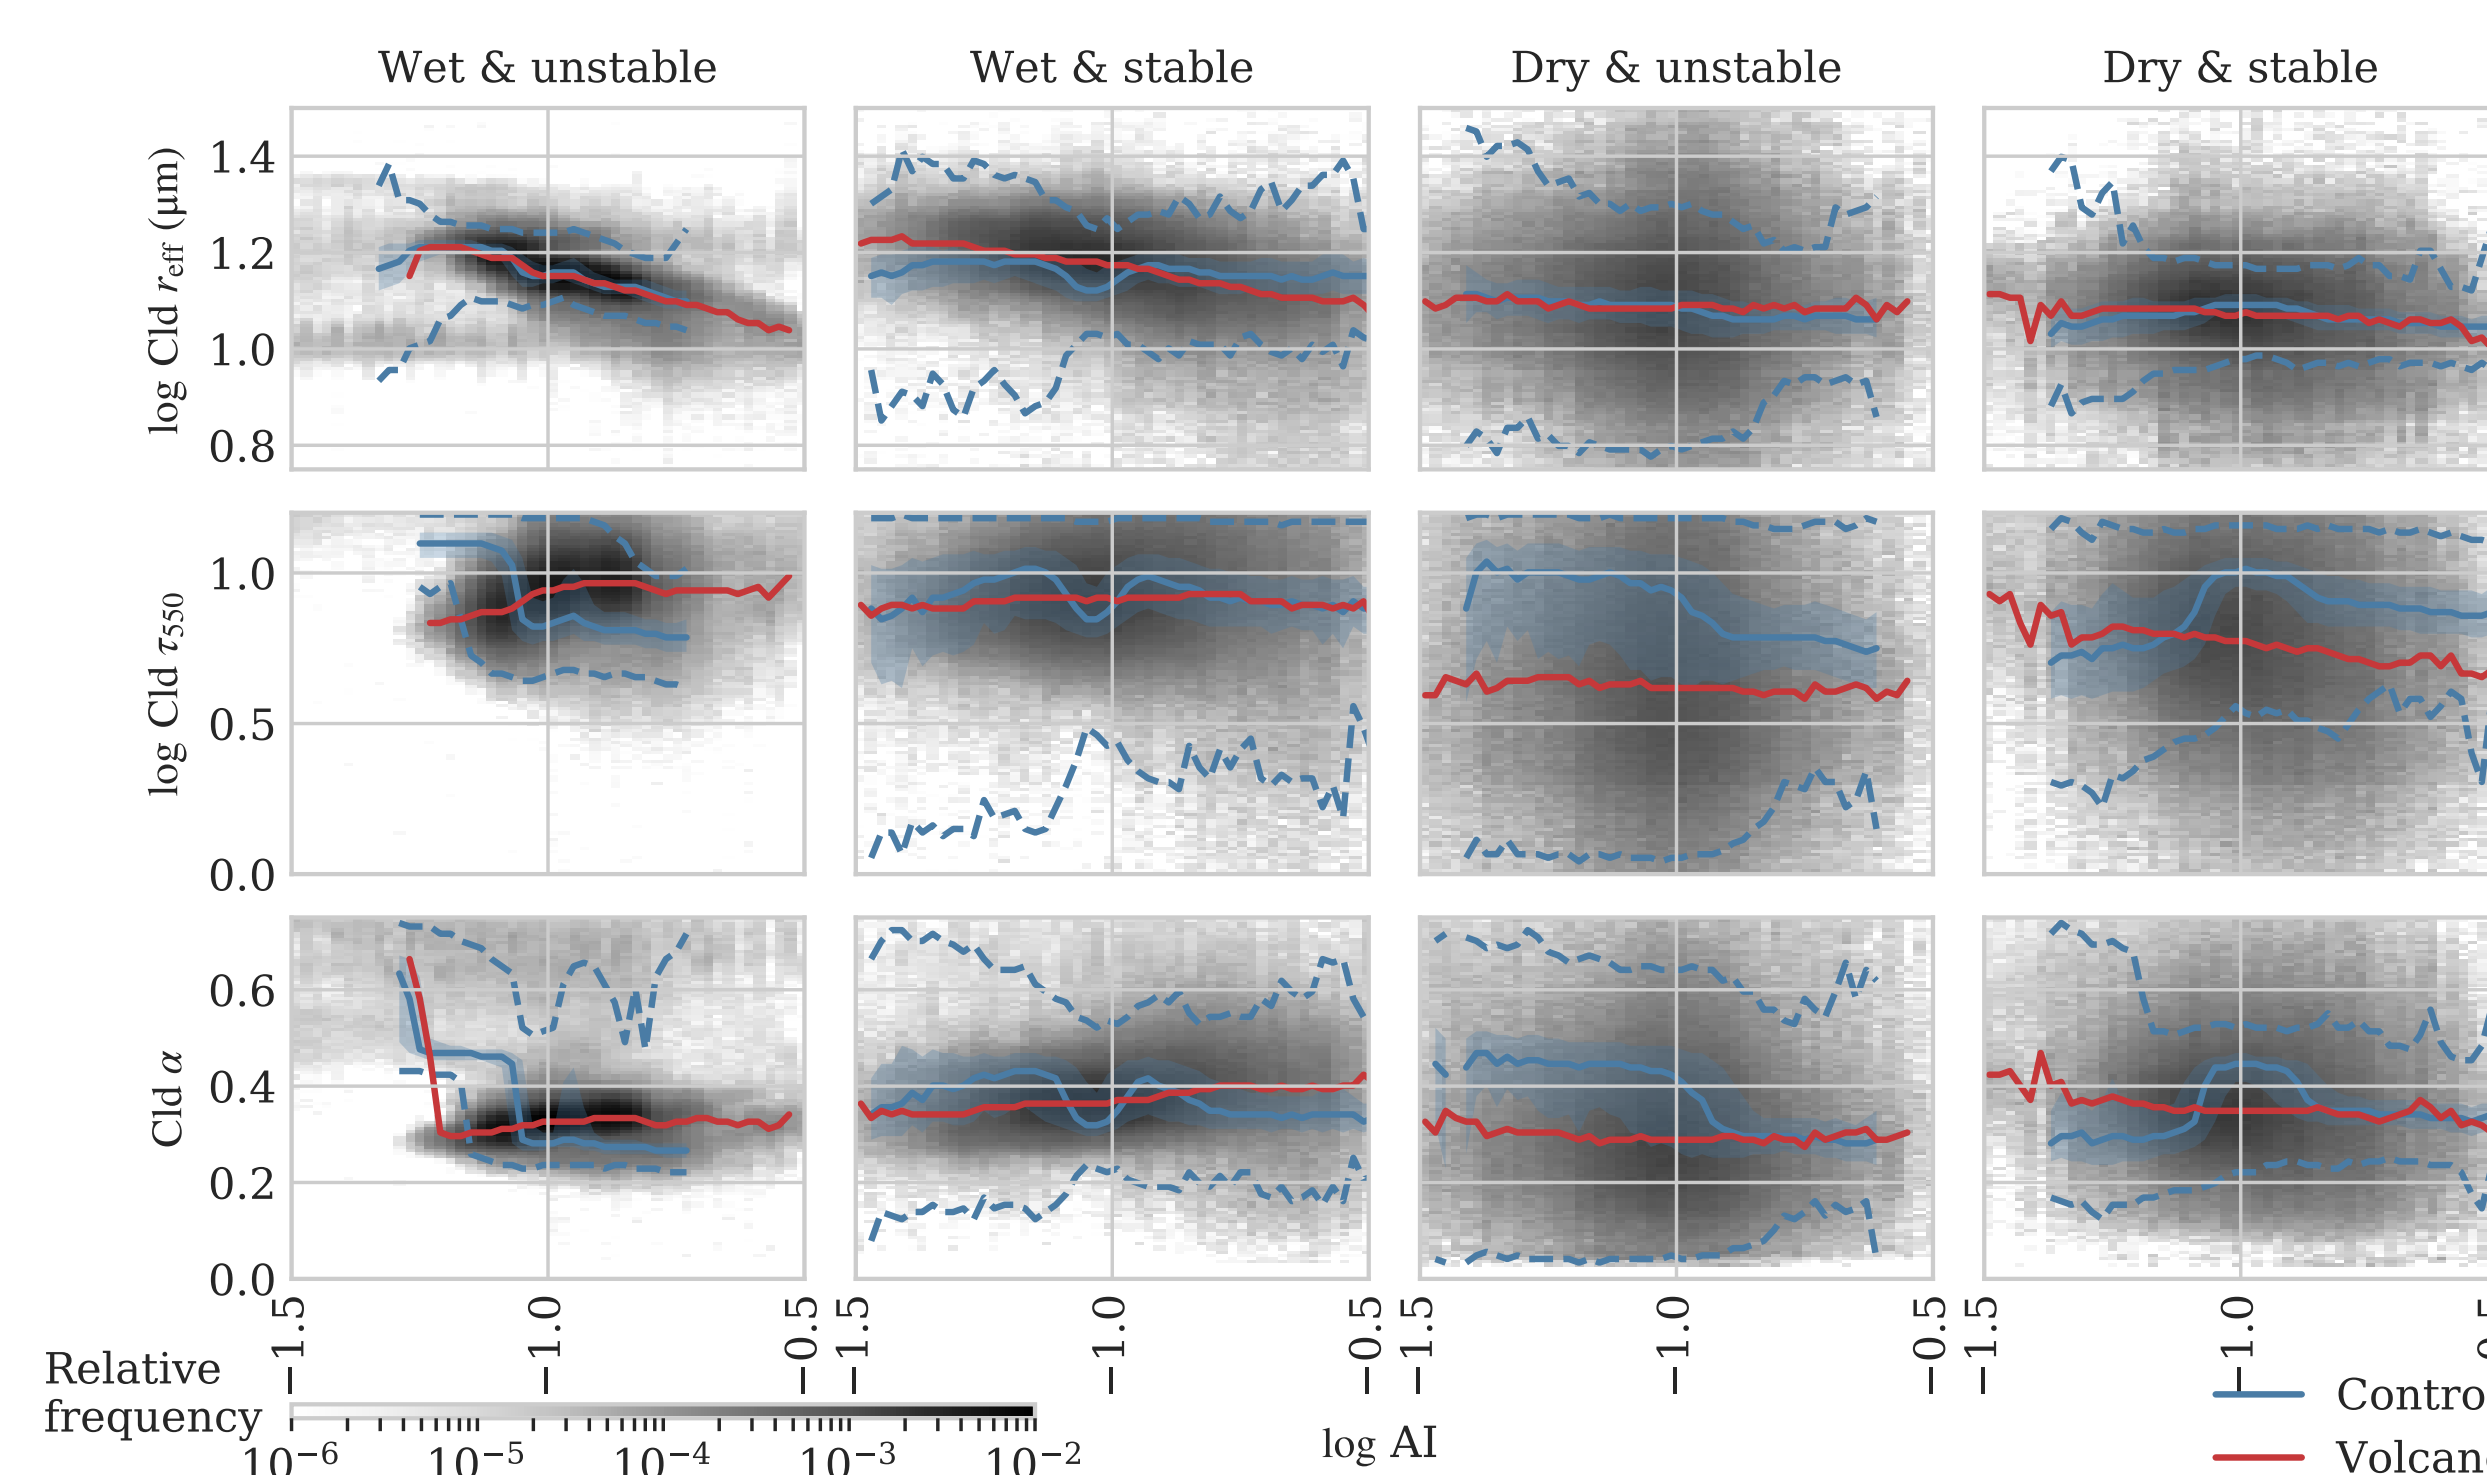 Wet & unstable Wet & stable Dry & unstable Dry & stable
log Cld r_eff (μm)
1.4
1.2
1.0
0.8
log Cld τ_550
1.0
0.5
0.0
Cld α
0.6
0.4
0.2
0.0
−1.5 −1.0 −0.5 −1.5 −1.0 −0.5 −1.5 −1.0 −0.5 −1.5 −1.0
log AI
Relative
frequency
10^−6 10^−5 10^−4 10^−3 10^−2
Contro
Volcan